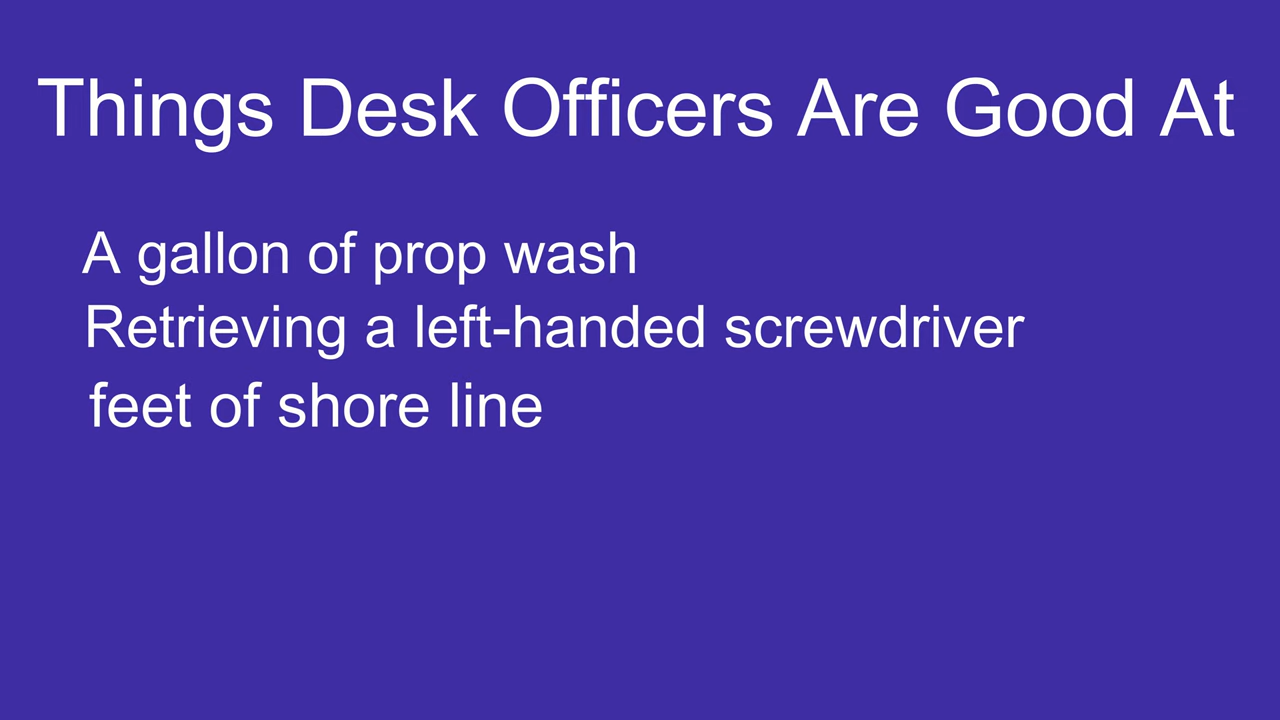 Things Desk Officers Are Good At
A gallon of prop wash
Retrieving a left-handed screwdriver
feet of shore line